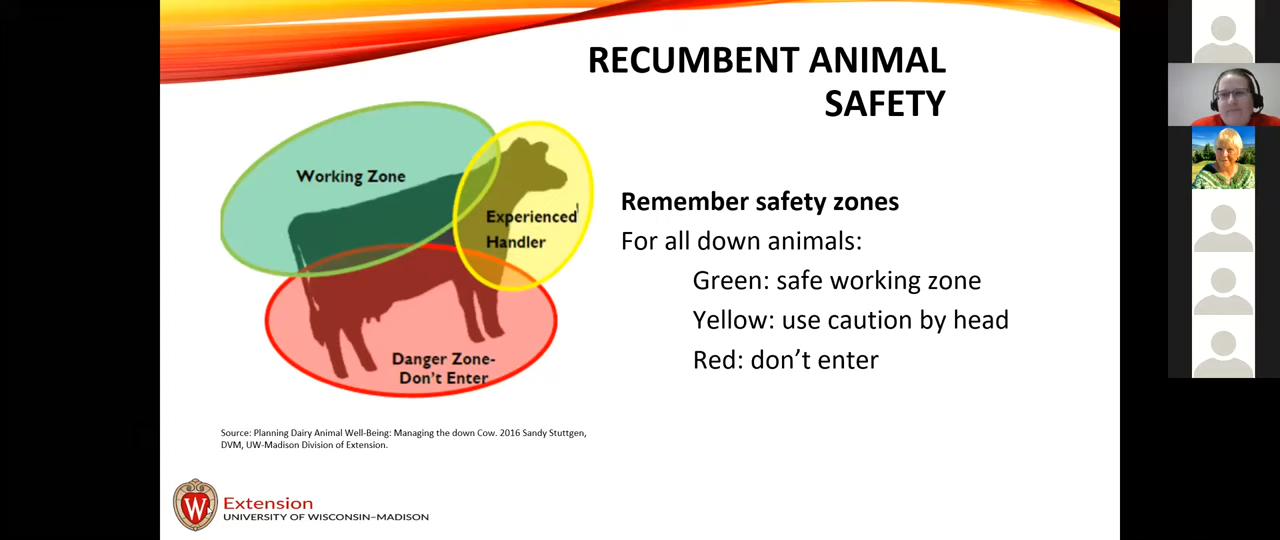 RECUMBENT ANIMAL
SAFETY
Working Zone
Experienced
Handler
Danger Zone-
Don't Enter
Remember safety zones
For all down animals:
Green: safe working zone
Yellow: use caution by head
Red: don’t enter
Source: Planning Dairy Animal Well-Being: Managing the down Cow. 2016 Sandy Stuttgen,
DVM, UW-Madison Division of Extension.
W
Extension
UNIVERSITY OF WISCONSIN–MADISON